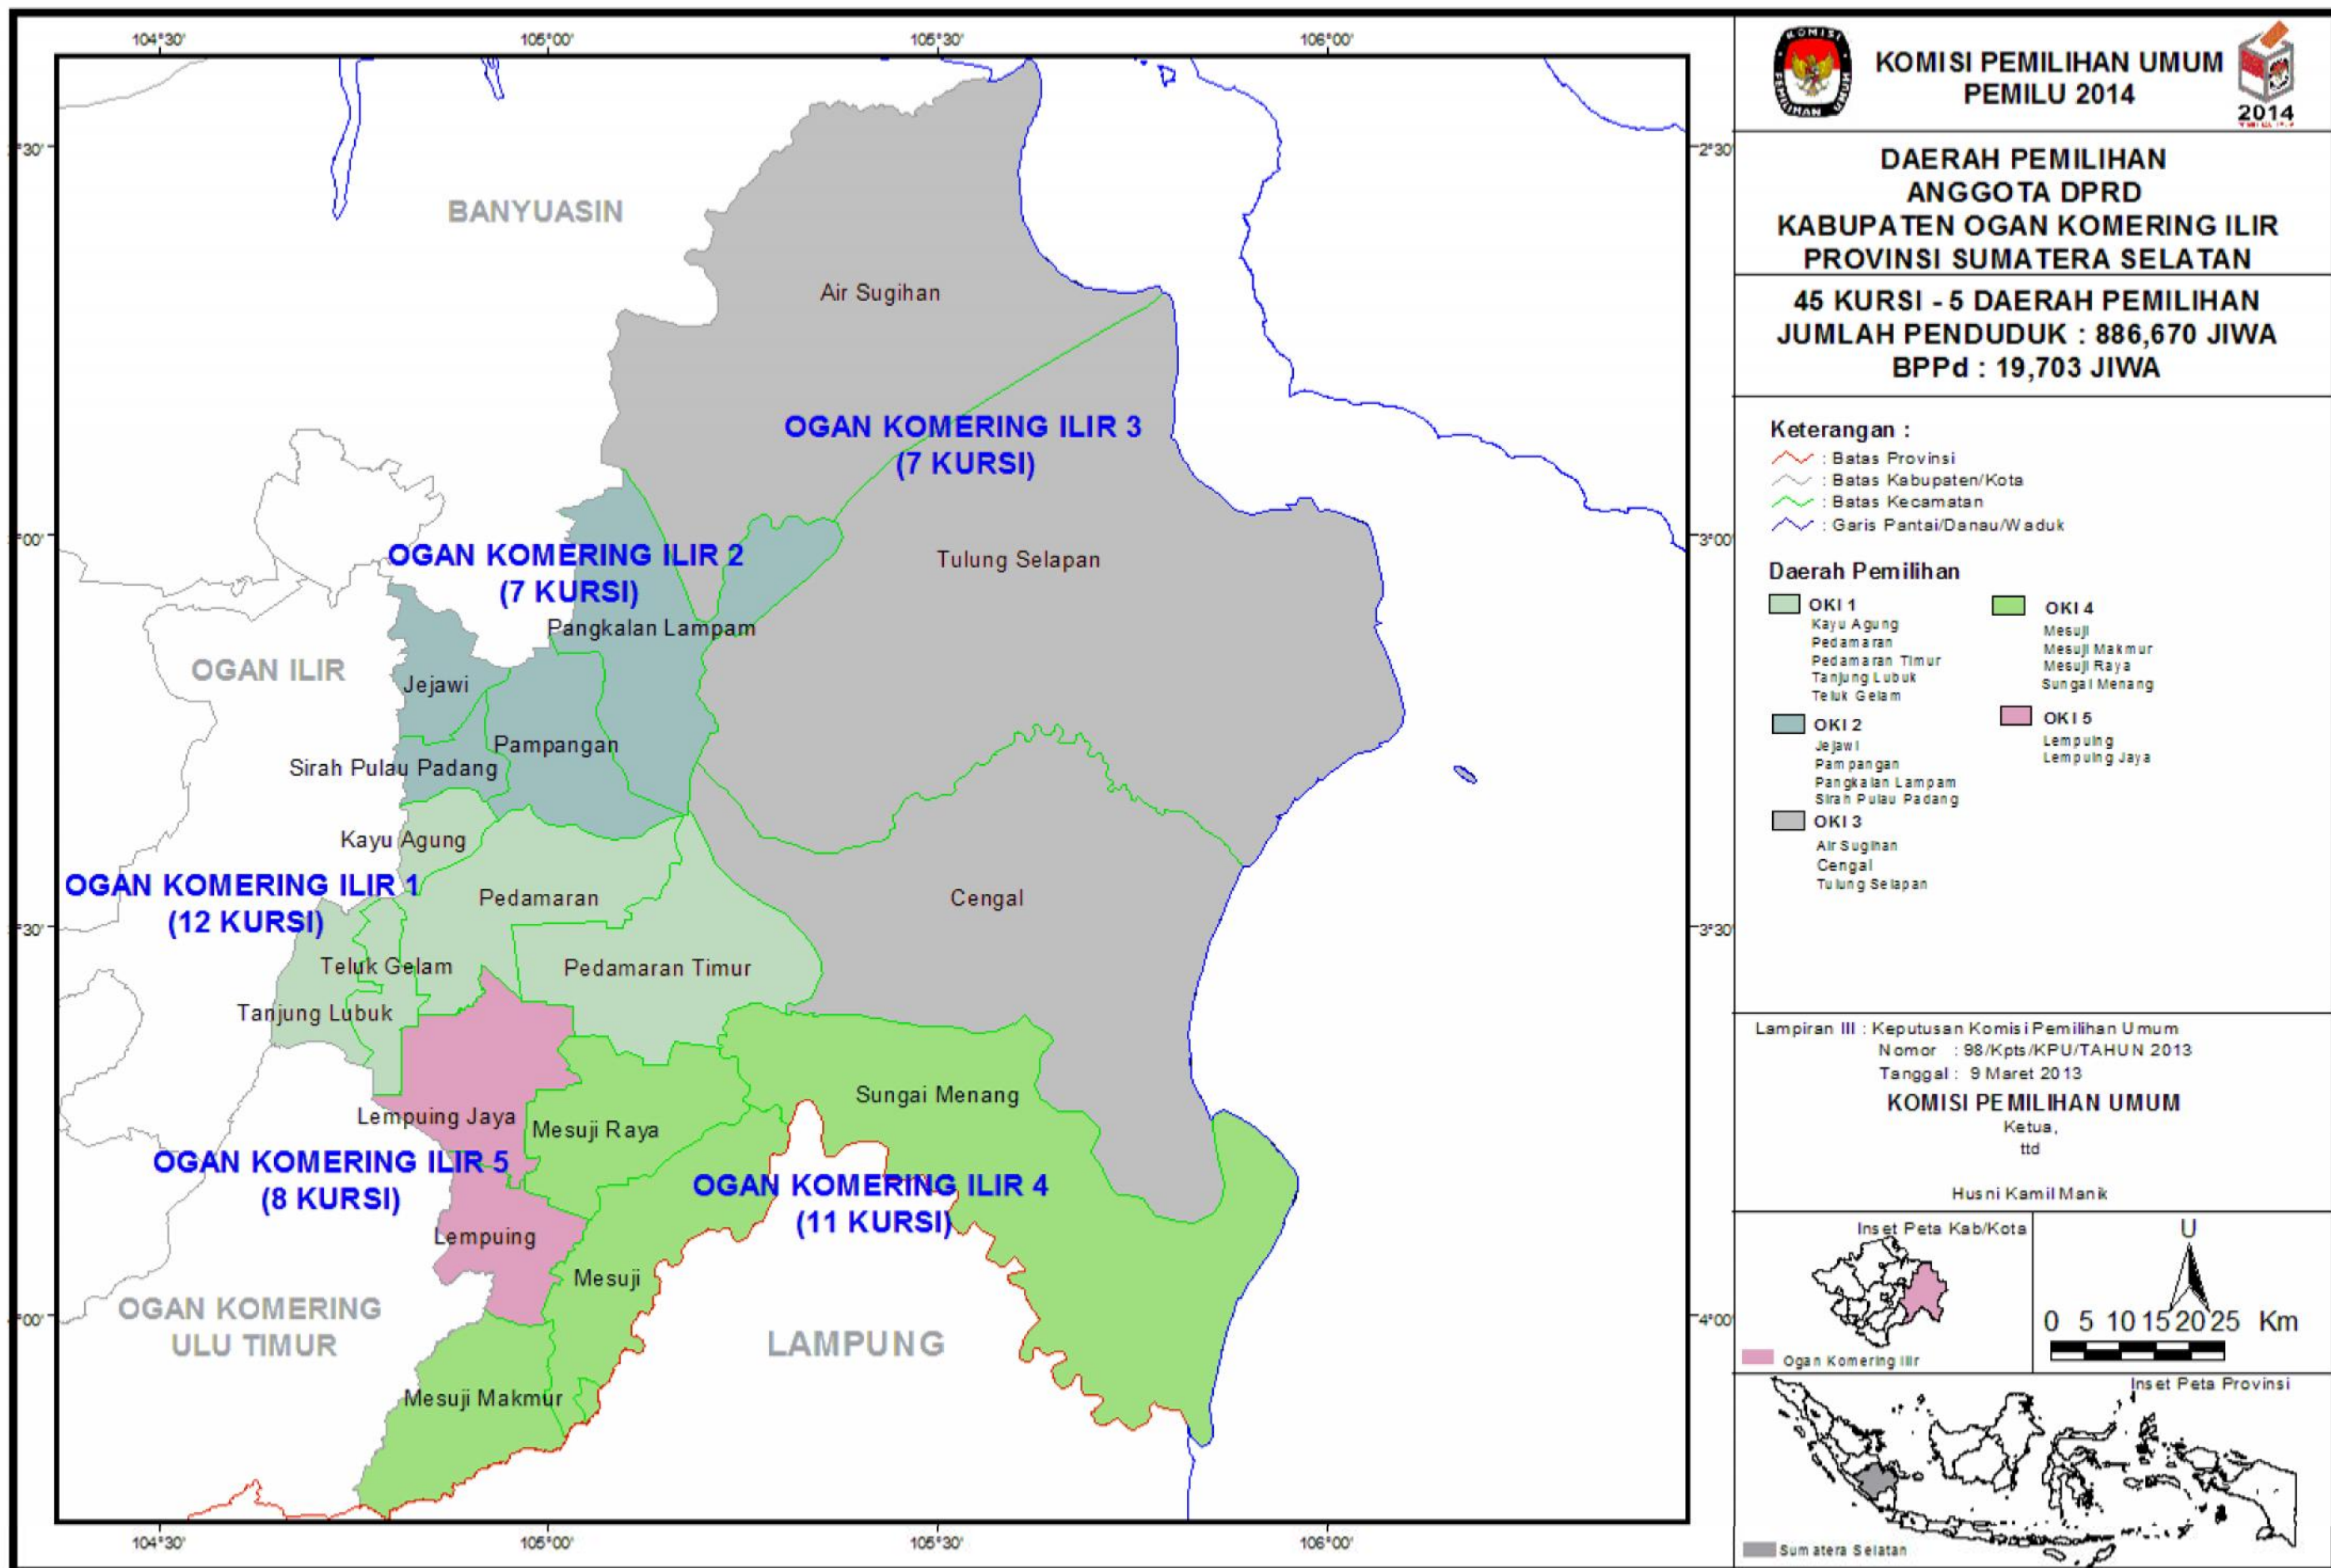 104°30'
105°00'
105°30'
106°00'
2°30'
3°00'
3°30'
4°00'
BANYUASIN
Air Sugihan
OGAN KOMERING ILIR 3
(7 KURSI)
OGAN KOMERING ILIR 2
(7 KURSI)
Tulung Selapan
Pangkalan Lampam
OGAN ILIR
Jejawi
Pampangan
Sirah Pulau Padang
Kayu Agung
OGAN KOMERING ILIR 1
(12 KURSI)
Pedamaran
Cengal
Teluk Gelam
Pedamaran Timur
Tanjung Lubuk
Sungai Menang
Lempuing Jaya
Mesuji Raya
OGAN KOMERING ILIR 5
(8 KURSI)
OGAN KOMERING ILIR 4
(11 KURSI)
Lempuing
Mesuji
OGAN KOMERING
ULU TIMUR
LAMPUNG
Mesuji Makmur
104°30'
105°00'
105°30'
106°00'
KOMISI
PEMILIHAN UMUM
KOMISI PEMILIHAN UMUM
PEMILU 2014
2014
DAERAH PEMILIHAN
ANGGOTA DPRD
KABUPATEN OGAN KOMERING ILIR
PROVINSI SUMATERA SELATAN
45 KURSI - 5 DAERAH PEMILIHAN
JUMLAH PENDUDUK : 886,670 JIWA
BPPd : 19,703 JIWA
Keterangan :
: Batas Provinsi
: Batas Kabupaten/Kota
: Batas Kecamatan
: Garis Pantai/Danau/Waduk
Daerah Pemilihan
OKI 1
Kayu Agung
Pedamaran
Pedamaran Timur
Tanjung Lubuk
Teluk Gelam
OKI 2
Jejawi
Pampangan
Pangkalan Lampam
Sirah Pulau Padang
OKI 3
Air Sugihan
Cengal
Tulung Selapan
OKI 4
Mesuji
Mesuji Makmur
Mesuji Raya
Sungai Menang
OKI 5
Lempuing
Lempuing Jaya
Lampiran III : Keputusan Komisi Pemilihan Umum
Nomor : 98/Kpts/KPU/TAHUN 2013
Tanggal : 9 Maret 2013
KOMISI PEMILIHAN UMUM
Ketua,
ttd
Husni Kamil Manik
Inset Peta Kab/Kota
Ogan Komering Ilir
U
0 5 10 15 20 25 Km
Inset Peta Provinsi
Sumatera Selatan